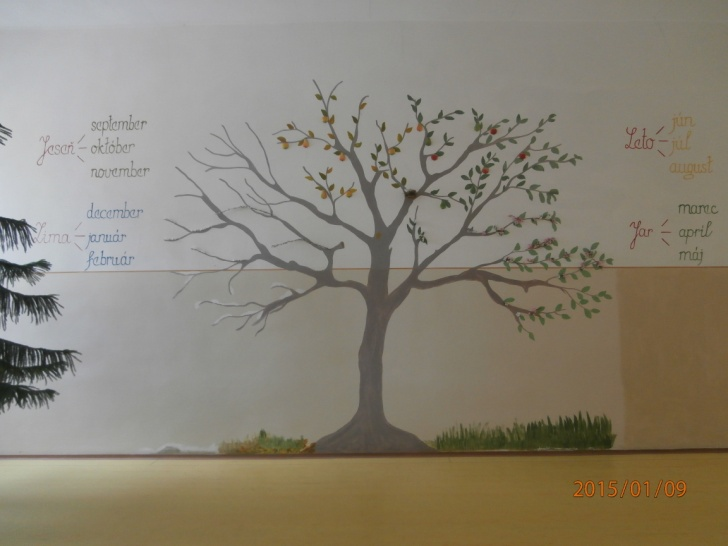 Jeseň
september
október
november
Zima
december
január
február
Leto
jún
júl
august
Jar
marec
apríl
máj
2015/01/09